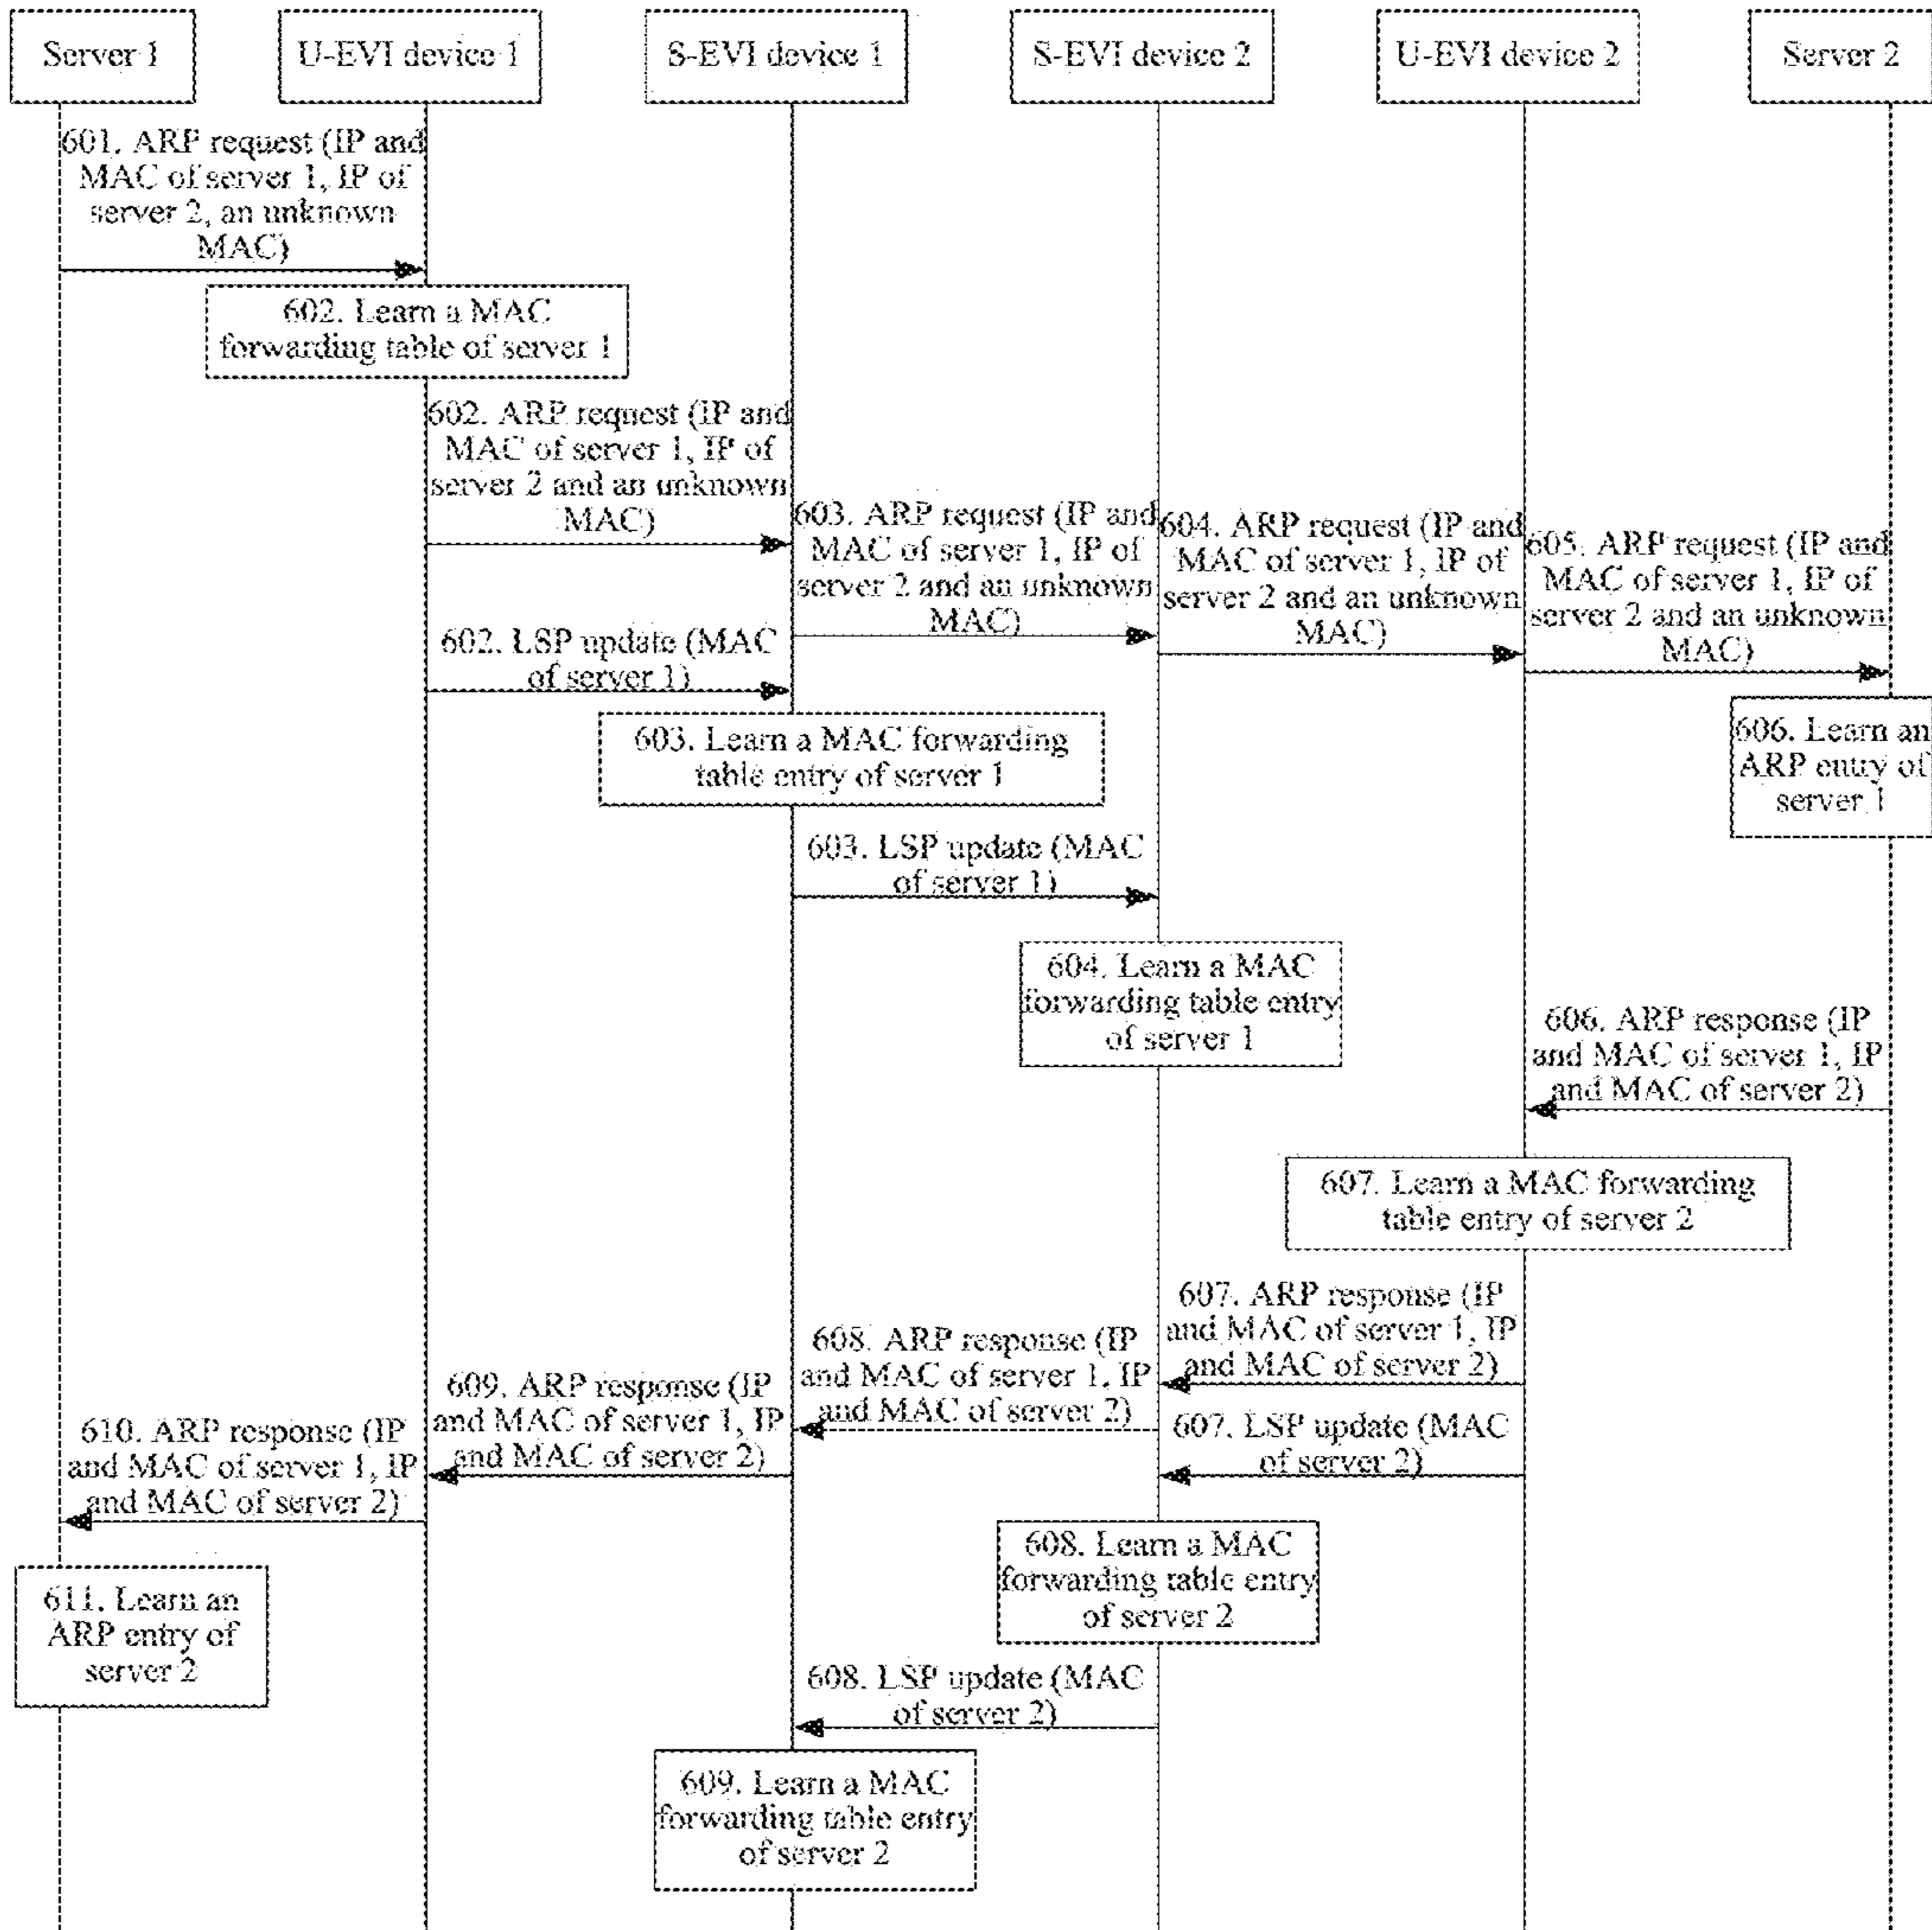 Server 1
U-EVI device 1
S-EVI device 1
S-EVI device 2
U-EVI device 2
Server 2
601. ARP request (IP and
MAC of server 1, IP of
server 2, an unknown
MAC)
602. Learn a MAC
forwarding table of server 1
602. ARP request (IP and
MAC of server 1, IP of
server 2 and an unknown
MAC)
603. ARP request (IP and
MAC of server 1, IP of
server 2 and an unknown
MAC)
604. ARP request (IP and
MAC of server 1, IP of
server 2 and an unknown
MAC)
605. ARP request (IP and
MAC of server 1, IP of
server 2 and an unknown
MAC)
602. LSP update (MAC
of server 1)
603. Learn a MAC forwarding
table entry of server 1
606. Learn an
ARP entry of
server 1
603. LSP update (MAC
of server 1)
604. Learn a MAC
forwarding table entry
of server 1
606. ARP response (IP
and MAC of server 1, IP
and MAC of server 2)
607. Learn a MAC forwarding
table entry of server 2
607. ARP response (IP
and MAC of server 1, IP
and MAC of server 2)
608. ARP response (IP
and MAC of server 1, IP
and MAC of server 2)
609. ARP response (IP
and MAC of server 1, IP
and MAC of server 2)
610. ARP response (IP
and MAC of server 1, IP
and MAC of server 2)
607. LSP update (MAC
of server 2)
608. Learn a MAC
forwarding table entry
of server 2
611. Learn an
ARP entry of
server 2
608. LSP update (MAC
of server 2)
609. Learn a MAC
forwarding table entry
of server 2